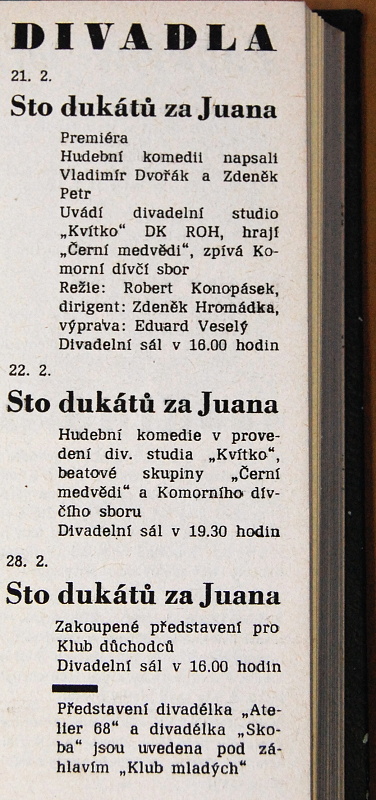 DIVADLA
21. 2.
Sto dukátů za Juana
Premiéra
Hudební komedii napsali
Vladimír Dvořák a Zdeněk
Petr
Uvádí divadelní studio
„Kvítko“ DK ROH, hrají
„Černí medvědi“, zpívá Ko-
morní dívčí sbor
Režie: Robert Konopásek,
dirigent: Zdeněk Hromádka,
výprava: Eduard Veselý
Divadelní sál v 16.00 hodin
22. 2.
Sto dukátů za Juana
Hudební komedie v prove-
dení div. studia „Kvítko“,
beatové skupiny „Černí
medvědi“ a Komorního dív-
čího sboru
Divadelní sál v 19.30 hodin
28. 2.
Sto dukátů za Juana
Zakoupené představení pro
Klub důchodců
Divadelní sál v 16.00 hodin
Představení divadélka „Ate-
lier 68“ a divadélka „Sko-
ba“ jsou uvedena pod zá-
hlavím „Klub mladých“